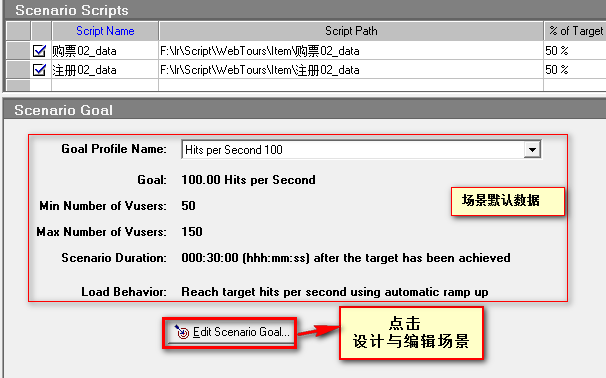 Scenario Scripts
Script Name Script Path % of Target
购票02_data F:\lr\Script\WebTours\Item\购票02_data 50 %
注册02_data F:\lr\Script\WebTours\Item\注册02_data 50 %
Scenario Goal
Goal Profile Name: Hits per Second 100
Goal: 100.00 Hits per Second
Min Number of Vusers: 50
场景默认数据
Max Number of Vusers: 150
Scenario Duration: 000:30:00 (hhh:mm:ss) after the target has been achieved
Load Behavior: Reach target hits per second using automatic ramp up
Edit Scenario Goal...
点击
设计与编辑场景